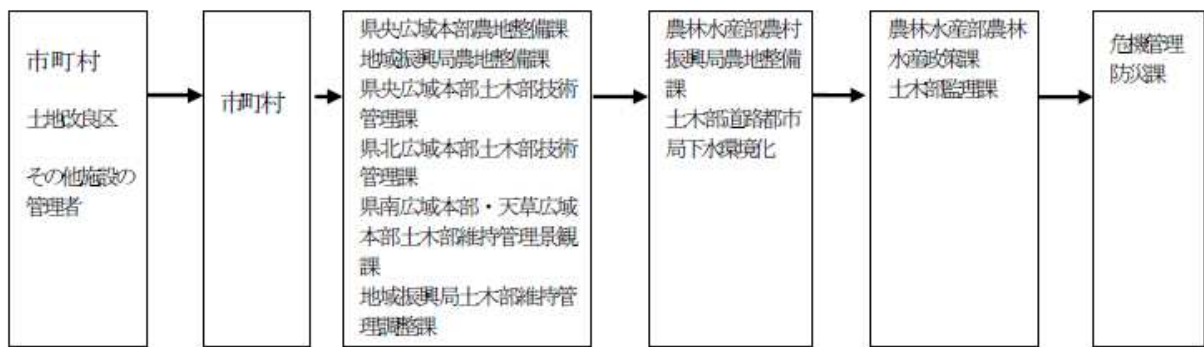 市町村
土地改良区
その他施設の
管理者
市町村
県央広域本部農地整備課
地域振興局農地整備課
県央広域本部土木部技術
管理課
県北広域本部土木部技術
管理課
県南広域本部・天草広域
本部土木部維持管理景観
課
地域振興局土木部維持管
理調整課
農林水産部農村
振興局農地整備
課
土木部道路都市
局下水環境化
農林水産部農林
水産政策課
土木部監理課
危機管理
防災課